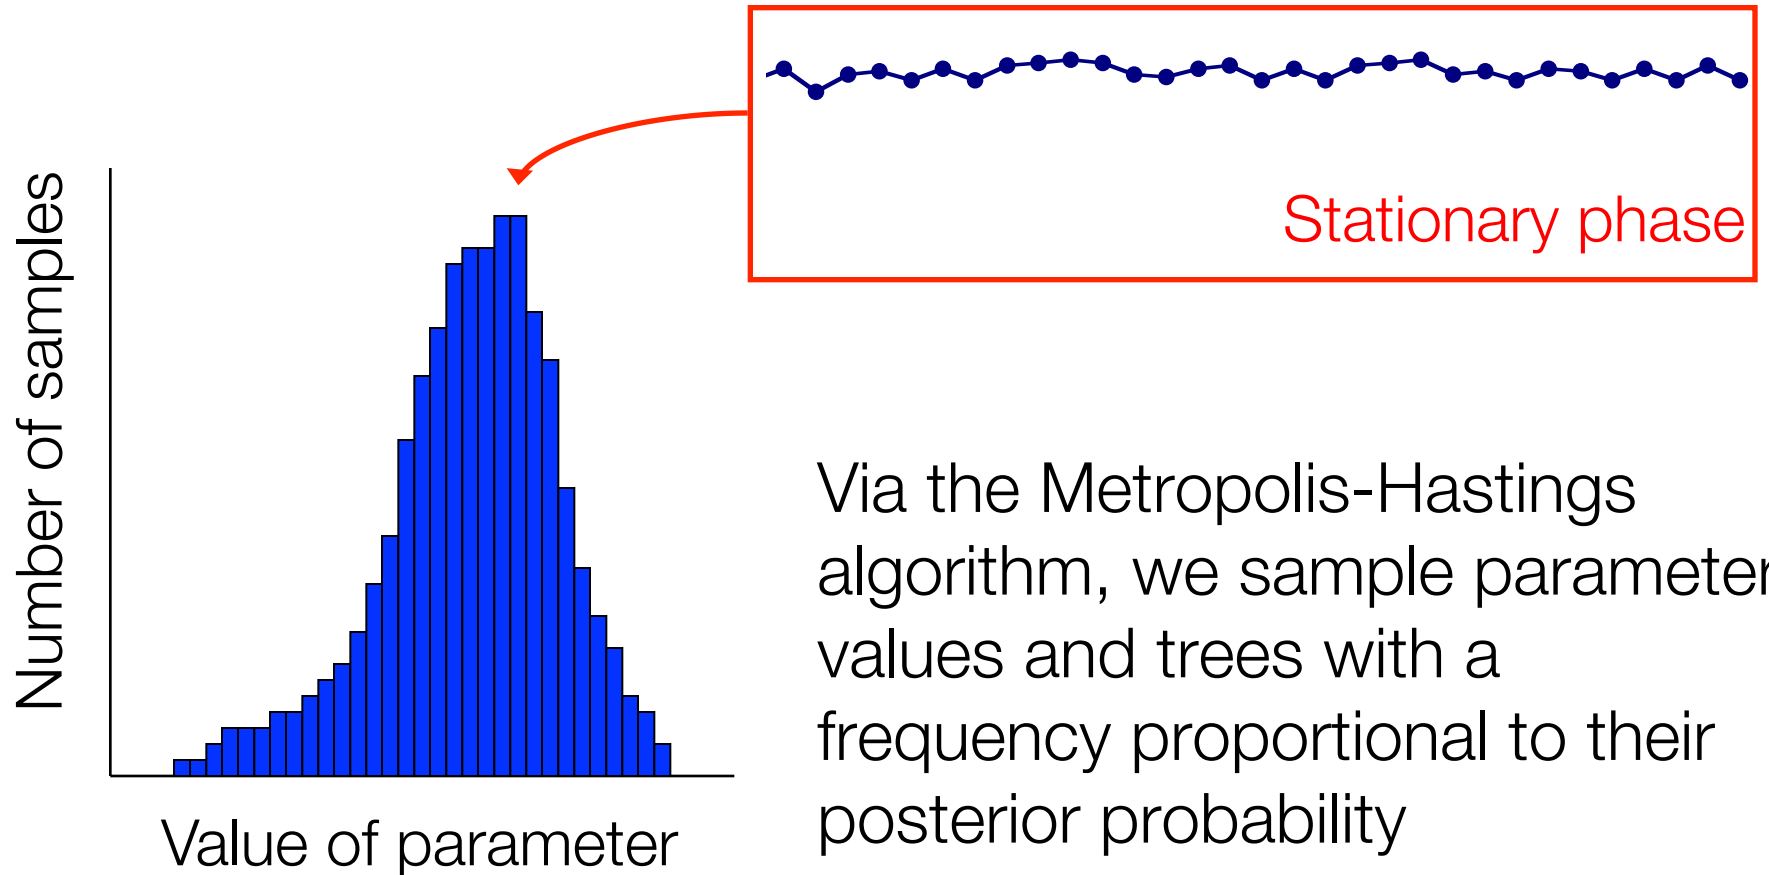 Stationary phase
Number of samples
Value of parameter
Via the Metropolis-Hastings
algorithm, we sample parameter
values and trees with a
frequency proportional to their
posterior probability